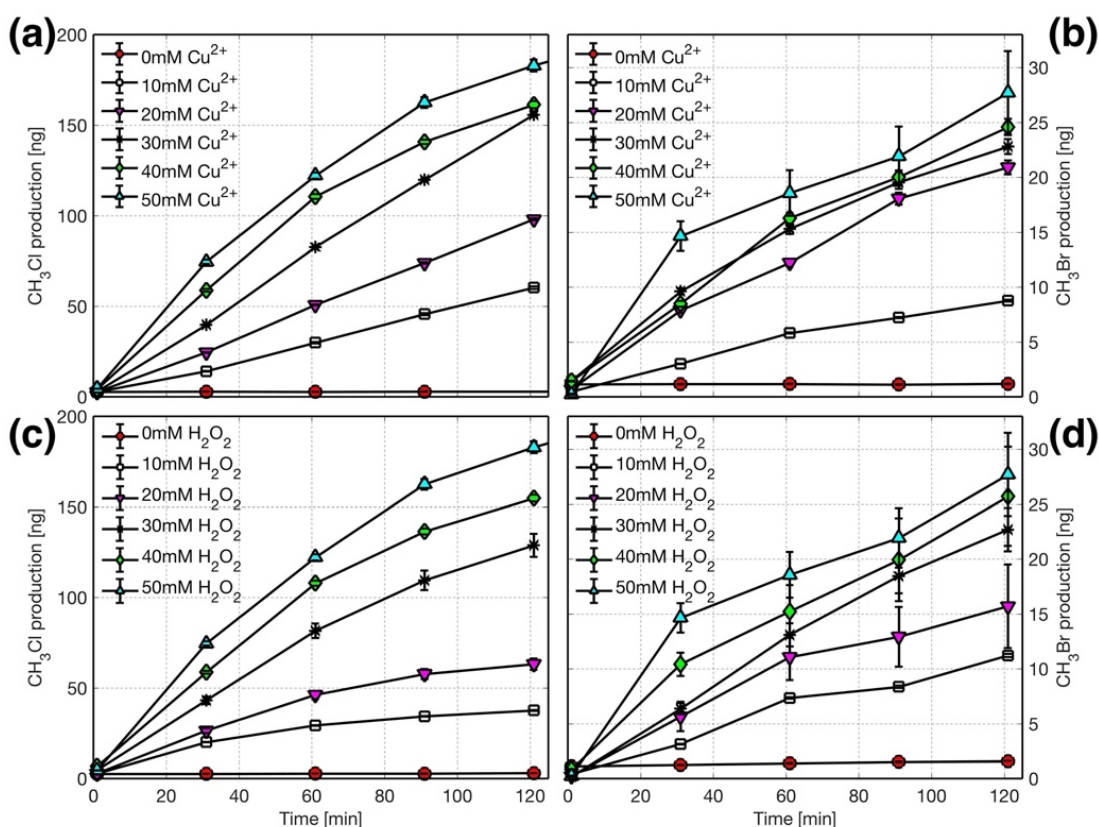 (a)
200
150
100
50
0
CH3Cl production [ng]
0mM Cu2+
10mM Cu2+
20mM Cu2+
30mM Cu2+
40mM Cu2+
50mM Cu2+
(b)
0mM Cu2+
10mM Cu2+
20mM Cu2+
30mM Cu2+
40mM Cu2+
50mM Cu2+
30
25
20
15
10
5
0
CH3Br production [ng]
(c)
200
150
100
50
0
CH3Cl production [ng]
0mM H2O2
10mM H2O2
20mM H2O2
30mM H2O2
40mM H2O2
50mM H2O2
0 20 40 60 80 100 120
Time [min]
(d)
0mM H2O2
10mM H2O2
20mM H2O2
30mM H2O2
40mM H2O2
50mM H2O2
30
25
20
15
10
5
0
CH3Br production [ng]
0 20 40 60 80 100 120
Time [min]